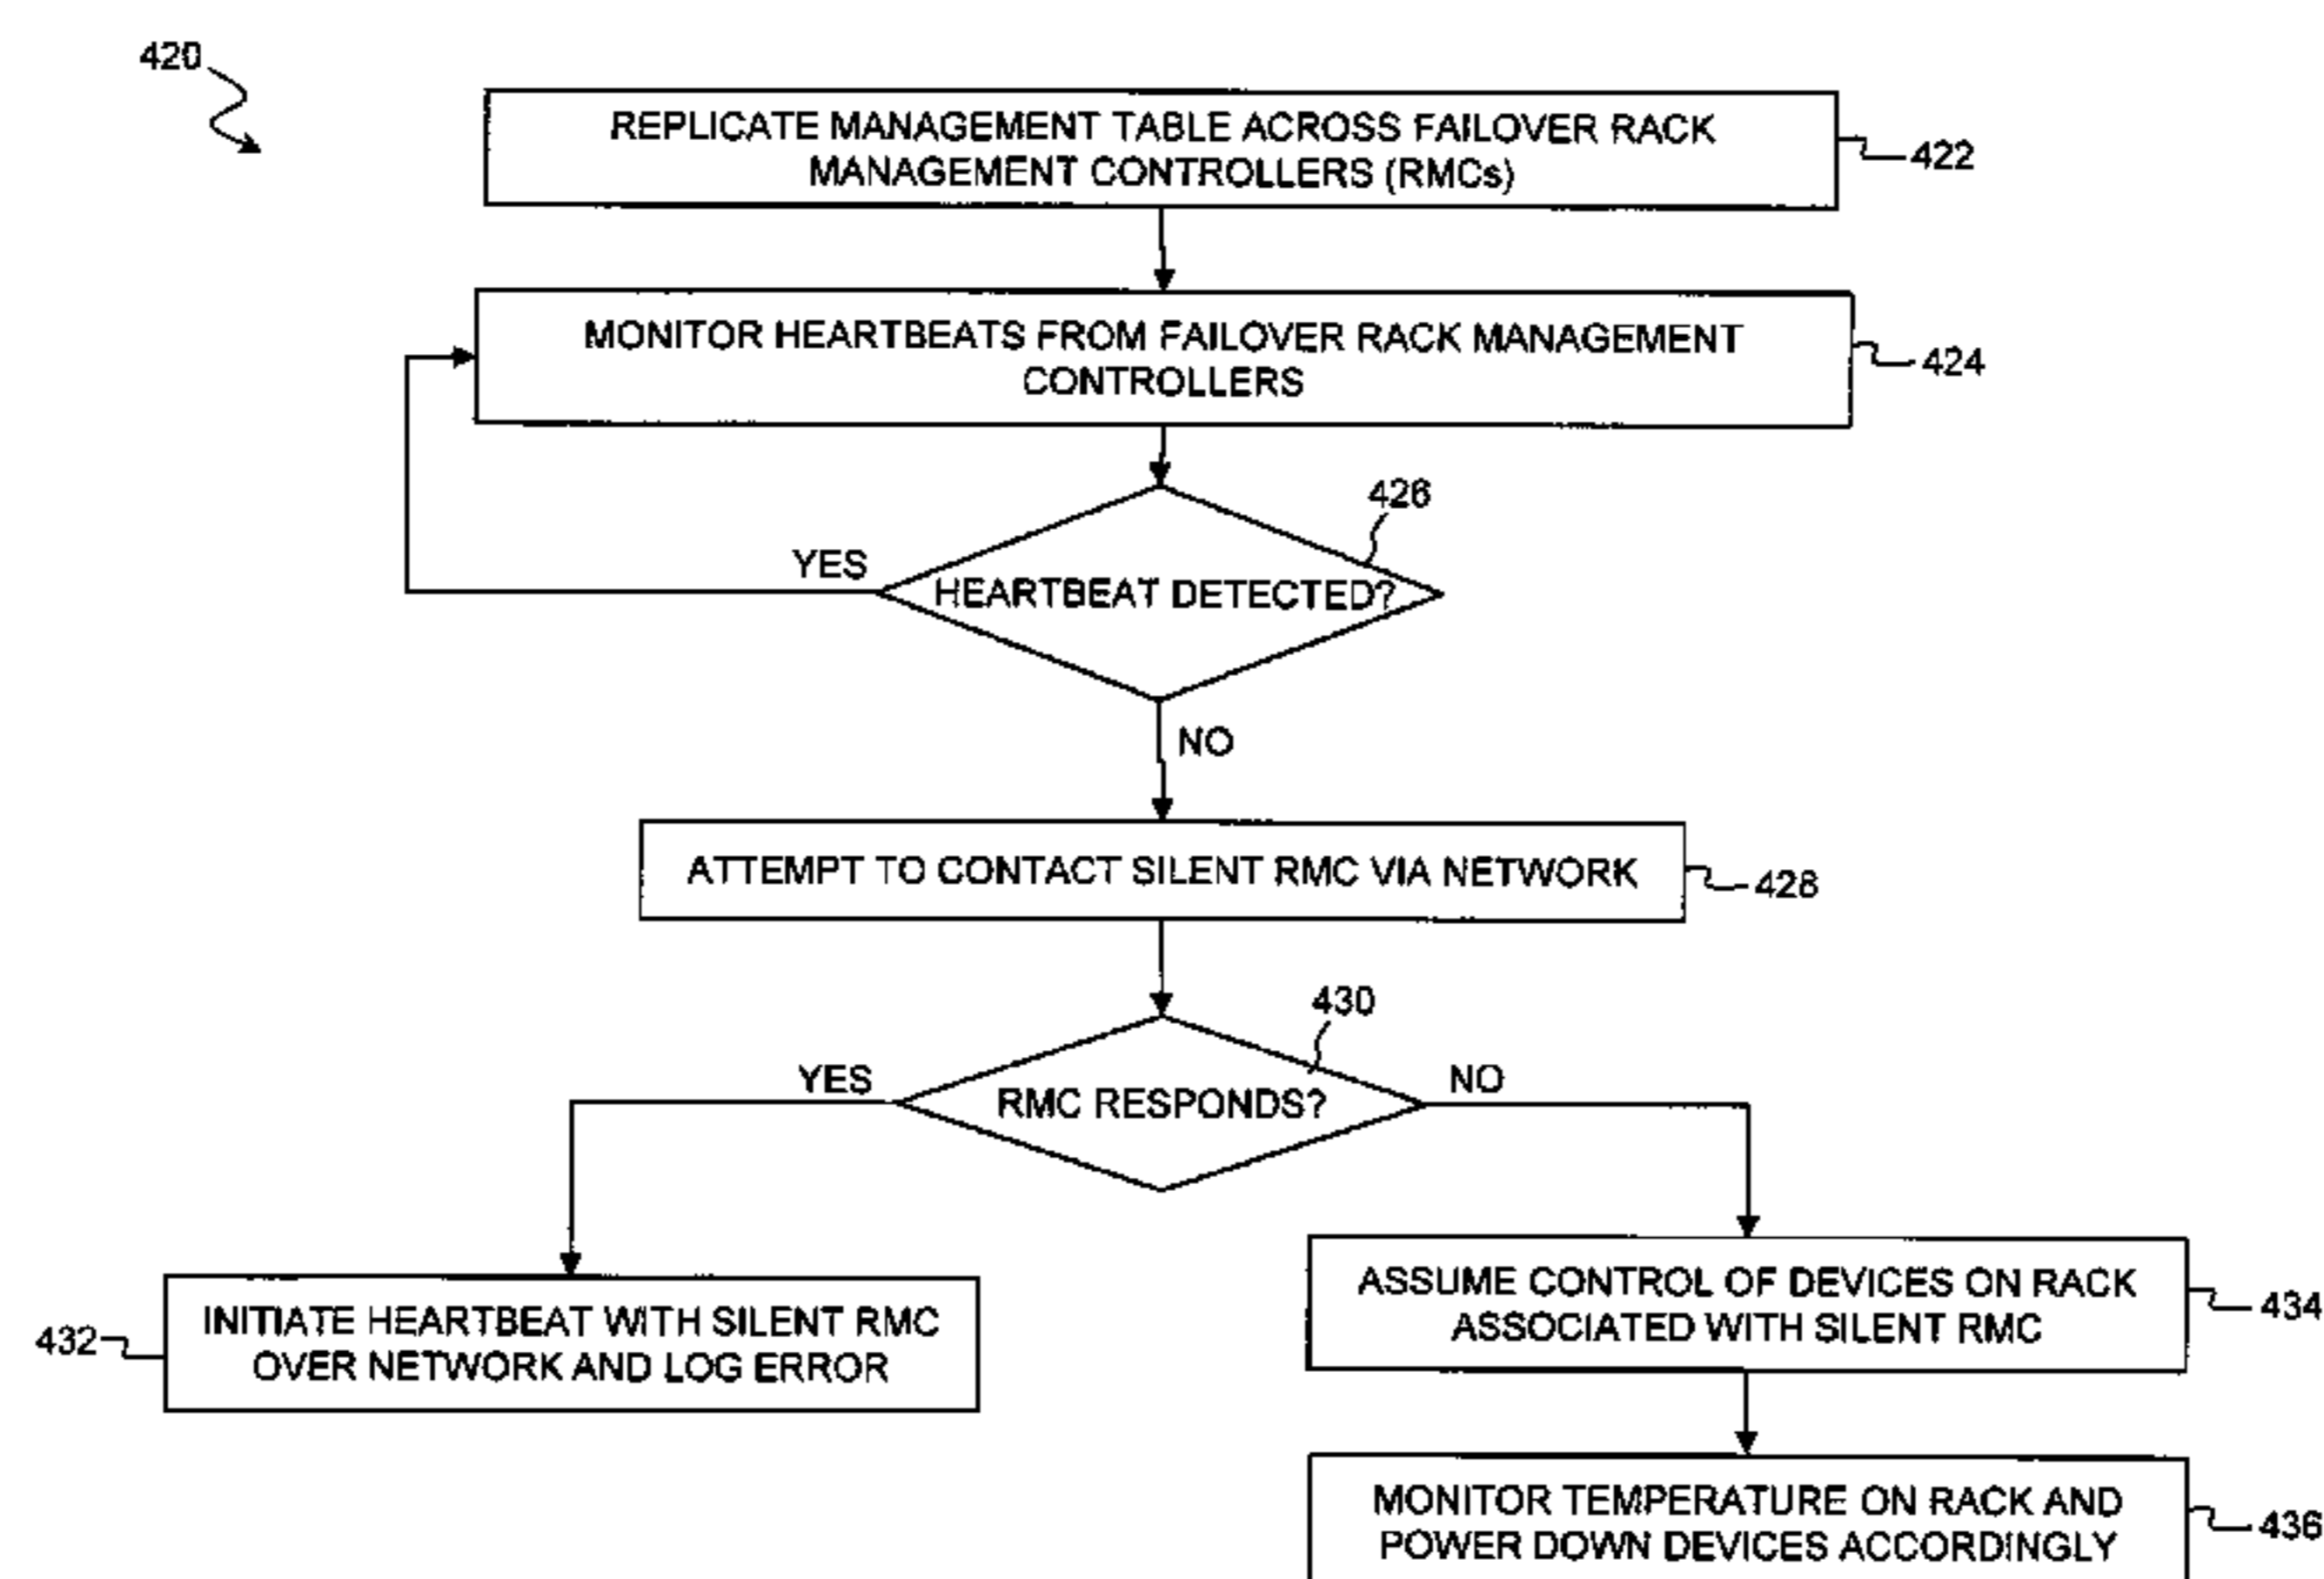 420
REPLICATE MANAGEMENT TABLE ACROSS FAILOVER RACK
MANAGEMENT CONTROLLERS (RMCs)
422
MONITOR HEARTBEATS FROM FAILOVER RACK MANAGEMENT
CONTROLLERS
424
426
YES
HEARTBEAT DETECTED?
NO
ATTEMPT TO CONTACT SILENT RMC VIA NETWORK
428
430
YES
NO
RMC RESPONDS?
432
INITIATE HEARTBEAT WITH SILENT RMC
OVER NETWORK AND LOG ERROR
ASSUME CONTROL OF DEVICES ON RACK
ASSOCIATED WITH SILENT RMC
434
MONITOR TEMPERATURE ON RACK AND
POWER DOWN DEVICES ACCORDINGLY
436